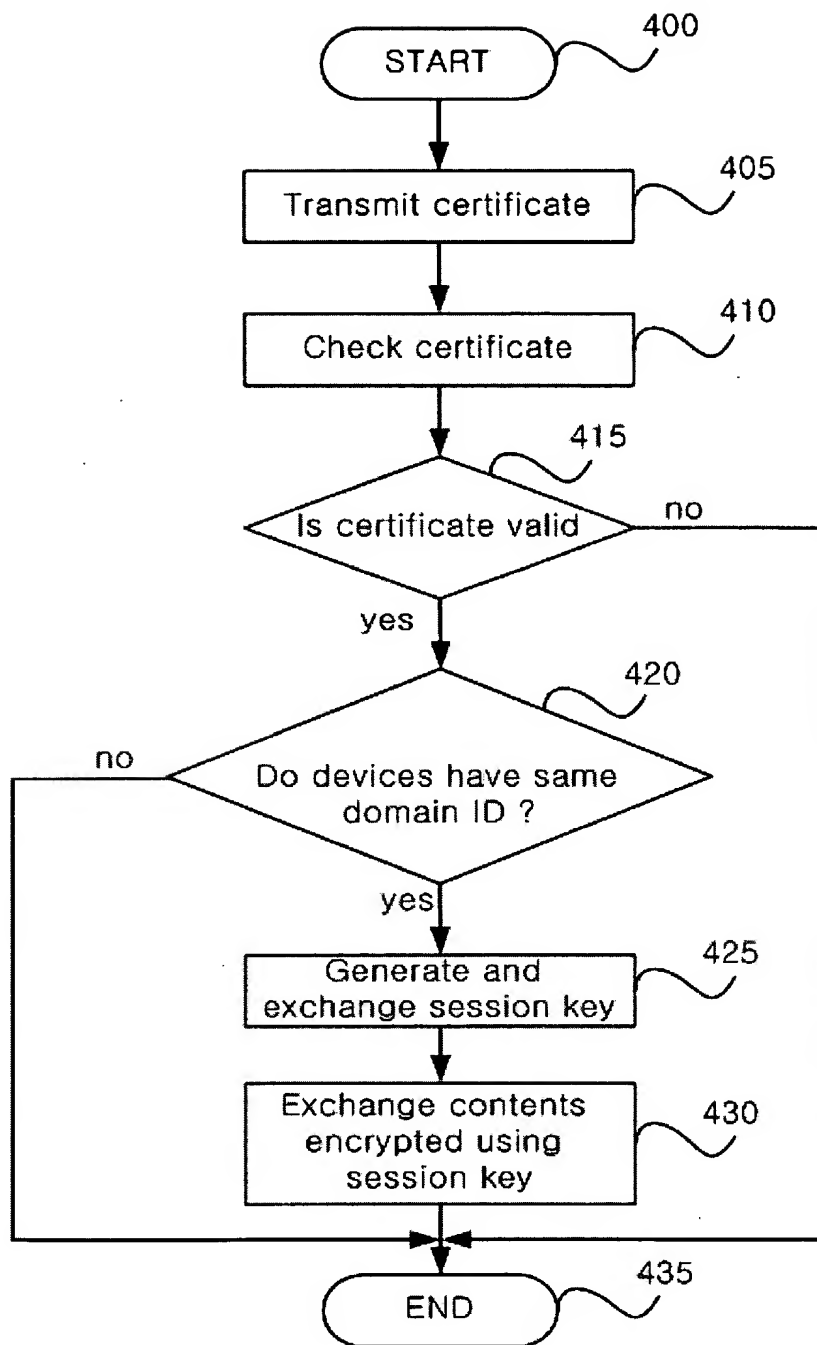 400
START
405
Transmit certificate
410
Check certificate
415
Is certificate valid
no
yes
420
no
Do devices have same
domain ID ?
yes
425
Generate and
exchange session key
430
Exchange contents
encrypted using
session key
435
END